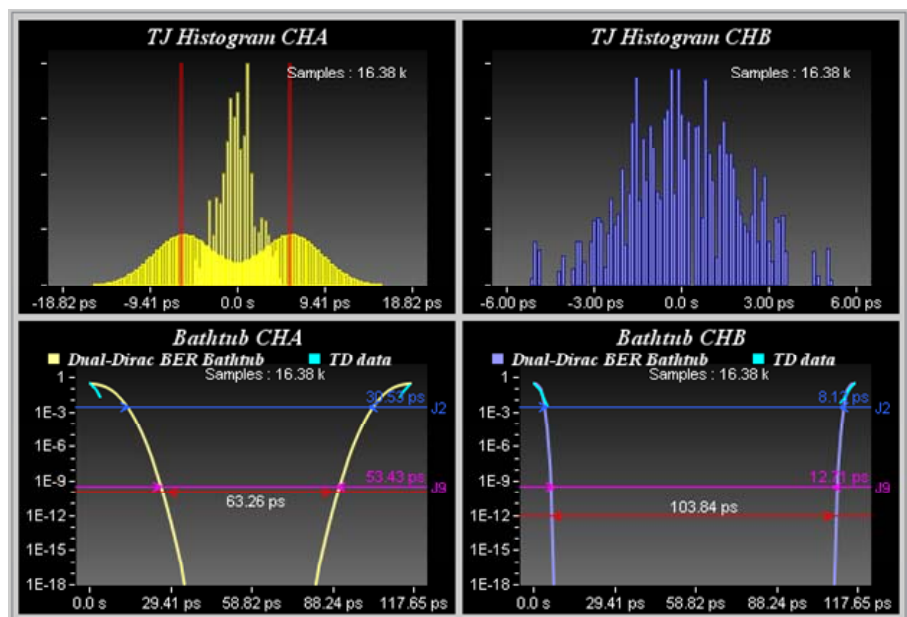 TJ Histogram CHA
Samples : 16.38 k
-18.82 ps -9.41 ps 0.0 s 9.41 ps 18.82 ps
TJ Histogram CHB
Samples : 16.38 k
-6.00 ps -3.00 ps 0.0 s 3.00 ps 6.00 ps
Bathtub CHA
Dual-Dirac BER Bathtub TD data
Samples : 16.38 k
1
30.53 ps J2
1E-3
1E-6
1E-9
53.43 ps J9
63.26 ps
1E-12
1E-15
1E-18
0.0 s 29.41 ps 58.82 ps 88.24 ps 117.65 ps
Bathtub CHB
Dual-Dirac BER Bathtub TD data
Samples : 16.38 k
1
8.12 ps J2
1E-3
1E-6
1E-9
12.71 ps J9
103.84 ps
1E-12
1E-15
1E-18
0.0 s 29.41 ps 58.82 ps 88.24 ps 117.65 ps